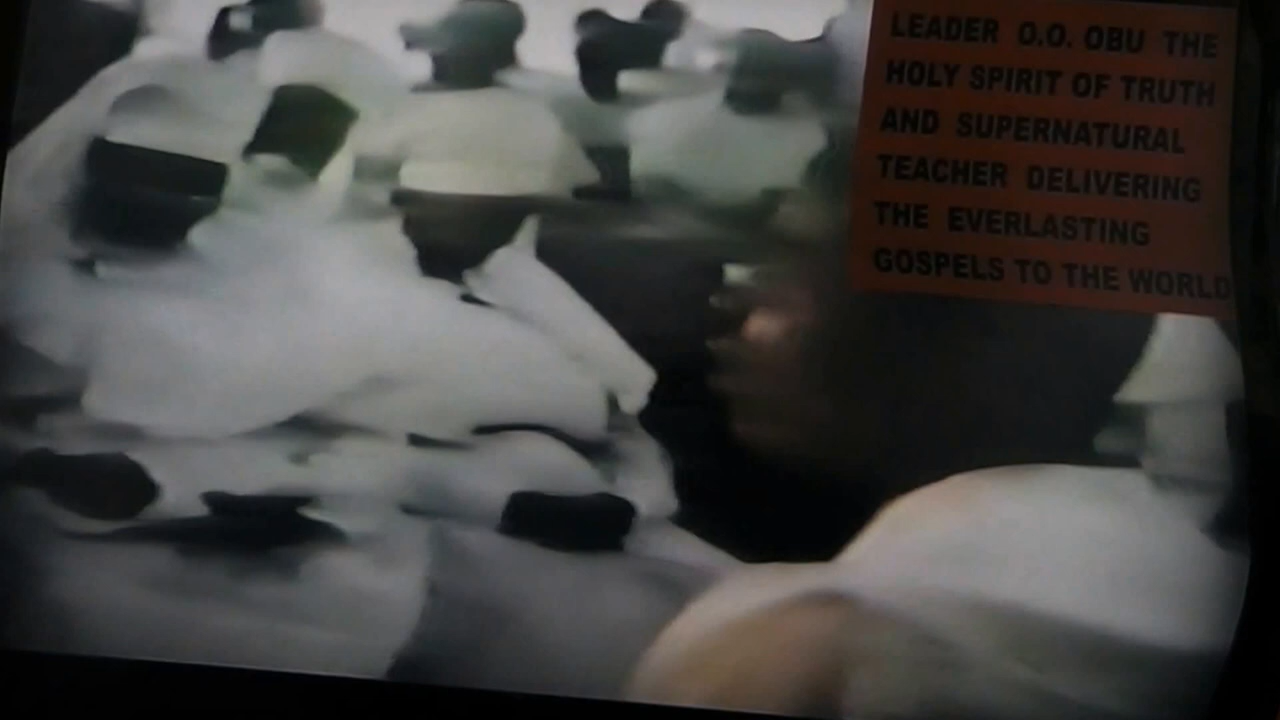 LEADER O.O. OBU THE
HOLY SPIRIT OF TRUTH
AND SUPERNATURAL
TEACHER DELIVERING
THE EVERLASTING
GOSPELS TO THE WORLD